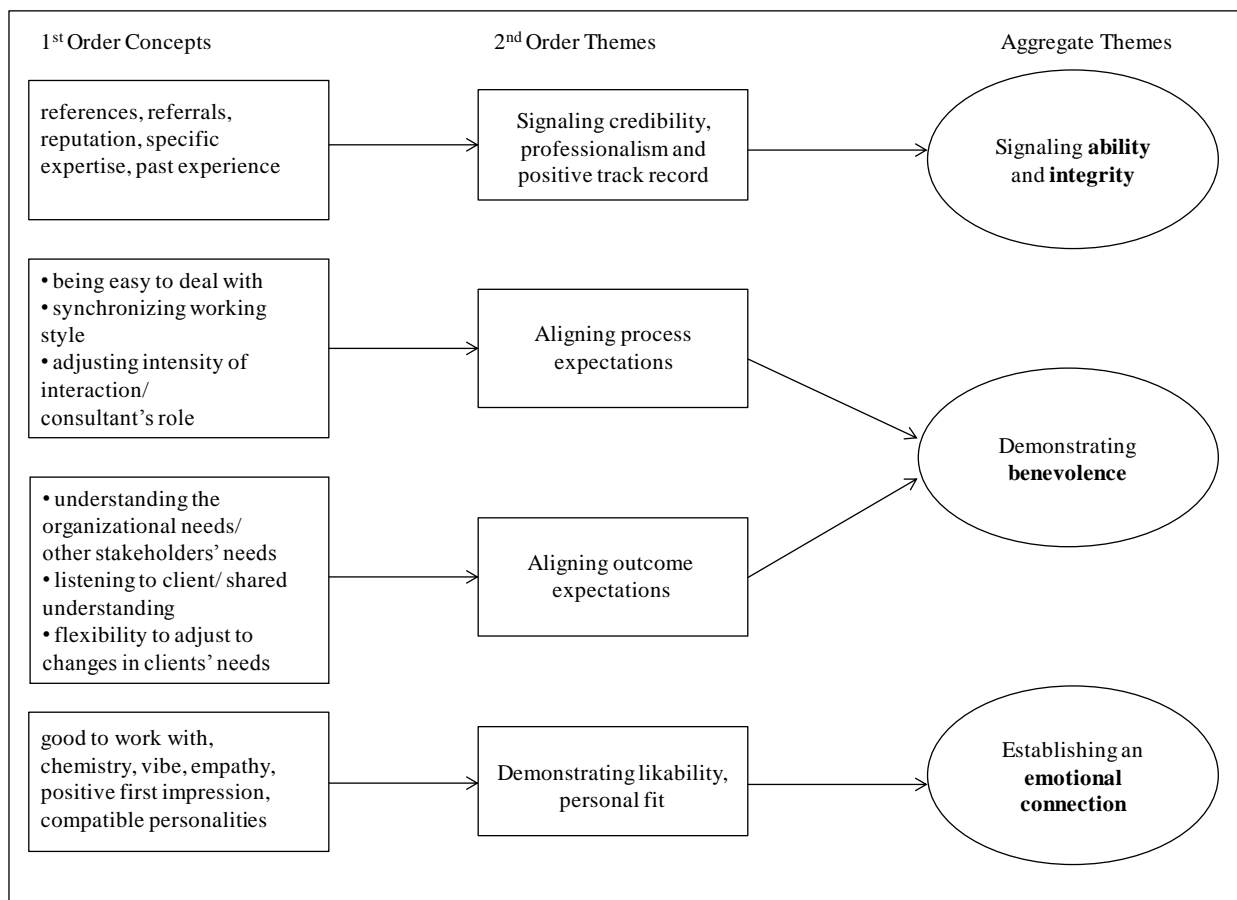 1st Order Concepts
2nd Order Themes
Aggregate Themes
references, referrals,
reputation, specific
expertise, past experience
Signaling credibility,
professionalism and
positive track record
Signaling ability
and integrity
• being easy to deal with
• synchronizing working
style
• adjusting intensity of
interaction/
consultant's role
Aligning process
expectations
Demonstrating
benevolence
• understanding the
organizational needs/
other stakeholders' needs
• listening to client/ shared
understanding
• flexibility to adjust to
changes in clients' needs
Aligning outcome
expectations
good to work with,
chemistry, vibe, empathy,
positive first impression,
compatible personalities
Demonstrating likability,
personal fit
Establishing an
emotional
connection